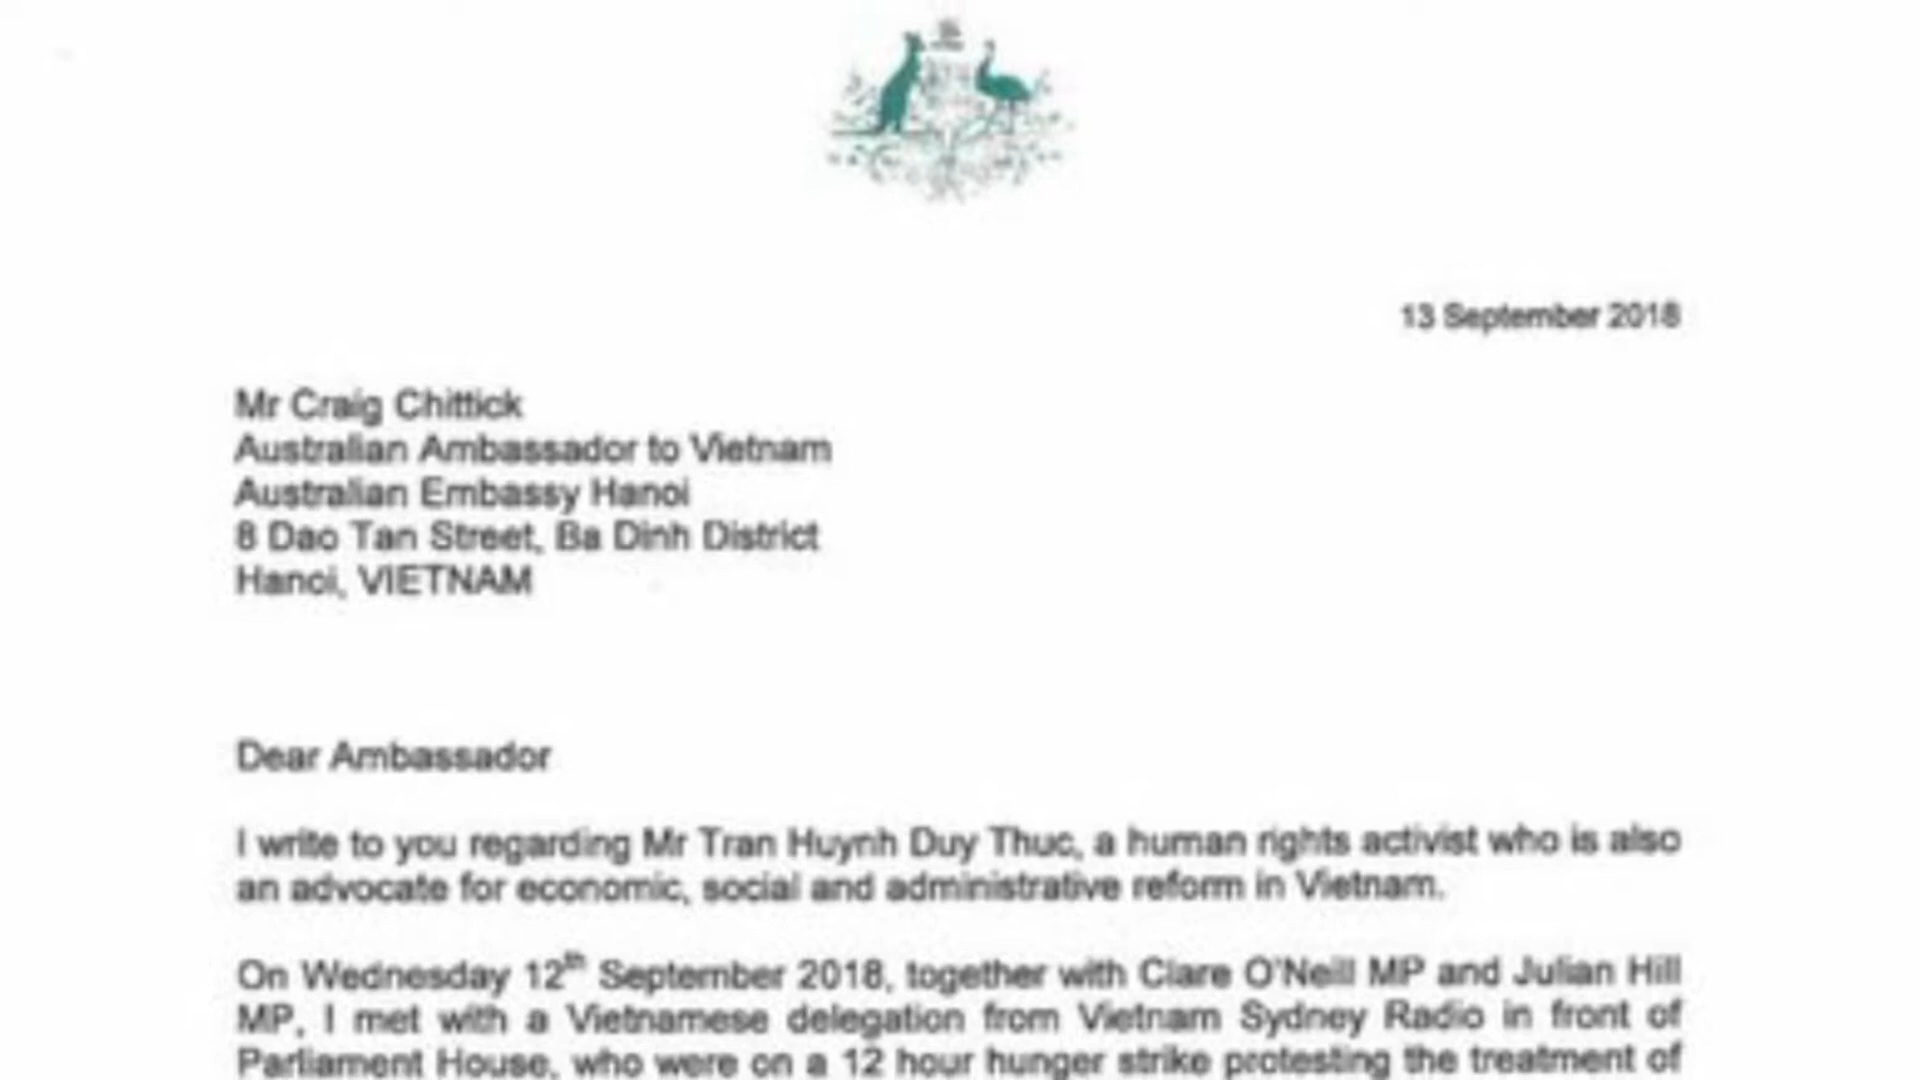 13 September 2018
Mr Craig Chittick
Australian Ambassador to Vietnam
Australian Embassy Hanoi
8 Dao Tan Street, Ba Dinh District
Hanoi, VIETNAM
Dear Ambassador
I write to you regarding Mr Tran Huynh Duy Thuc, a human rights activist who is also
an advocate for economic, social and administrative reform in Vietnam.
On Wednesday 12th September 2018, together with Clare O'Neill MP and Julian Hill
MP, I met with a Vietnamese delegation from Vietnam Sydney Radio in front of
Parliament House, who were on a 12 hour hunger strike protesting the treatment of